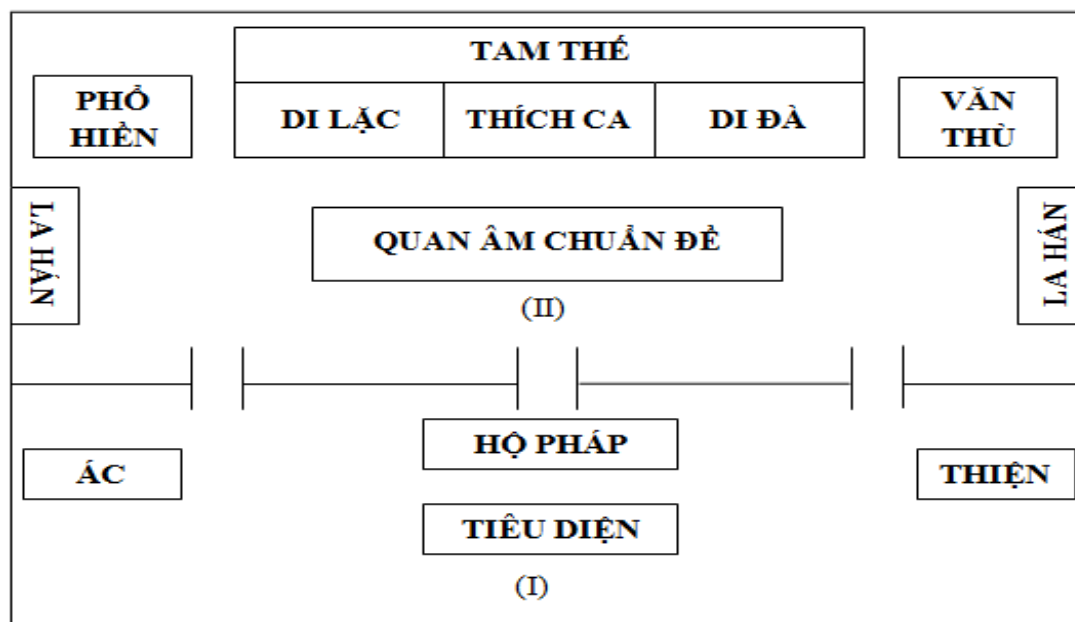 TAM THẾ
PHỔ
HIỀN
DI LẶC
THÍCH CA
DI ĐÀ
VĂN
THÙ
LA HÁN
QUAN ÂM CHUẨN ĐỀ
LA HÁN
(II)
HỘ PHÁP
ÁC
THIỆN
TIÊU DIỆN
(I)